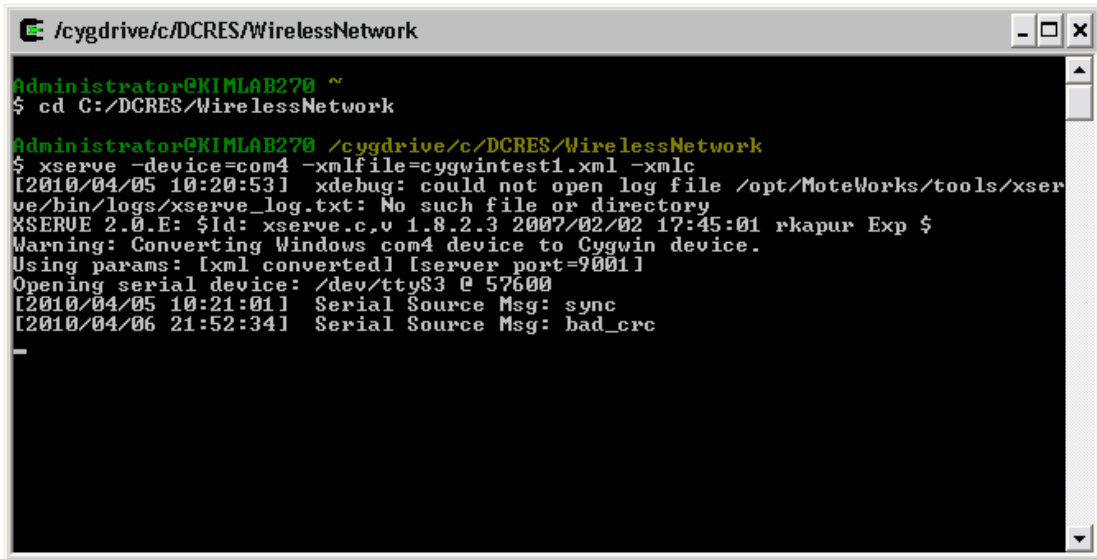 /cygdrive/c/DCRES/WirelessNetwork
Administrator@KIMLAB270 ~
$ cd C:/DCRES/WirelessNetwork
Administrator@KIMLAB270 /cygdrive/c/DCRES/WirelessNetwork
$ xserve -device=com4 -xmlfile=cygwintest1.xml -xmlc
[2010/04/05 10:20:53]  xdebug: could not open log file /opt/MoteWorks/tools/xser
ve/bin/logs/xserve_log.txt: No such file or directory
XSERVE 2.0.E: $Id: xserve.c,v 1.8.2.3 2007/02/02 17:45:01 rkapur Exp $
Warning: Converting Windows com4 device to Cygwin device.
Using params: [xml converted] [server port=9001]
Opening serial device: /dev/ttyS3 @ 57600
[2010/04/05 10:21:01]  Serial Source Msg: sync
[2010/04/06 21:52:34]  Serial Source Msg: bad_crc